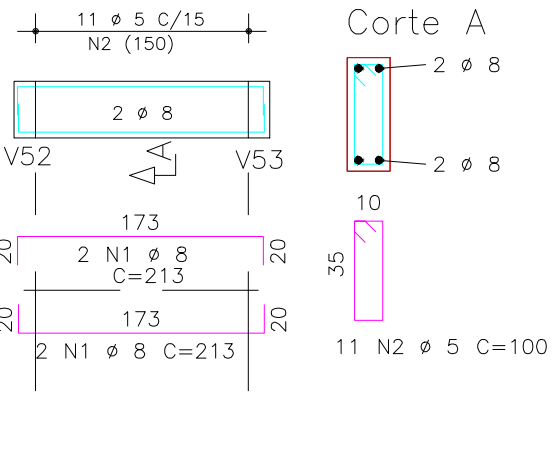 11 ø 5 C/15
N2 (150)
Corte A
2 ø 8
2 ø 8
A
V52
V53
2 ø 8
173
20
20
2 N1 ø 8
C=213
10
35
173
20
20
2 N1 ø 8 C=213
11 N2 ø 5 C=100